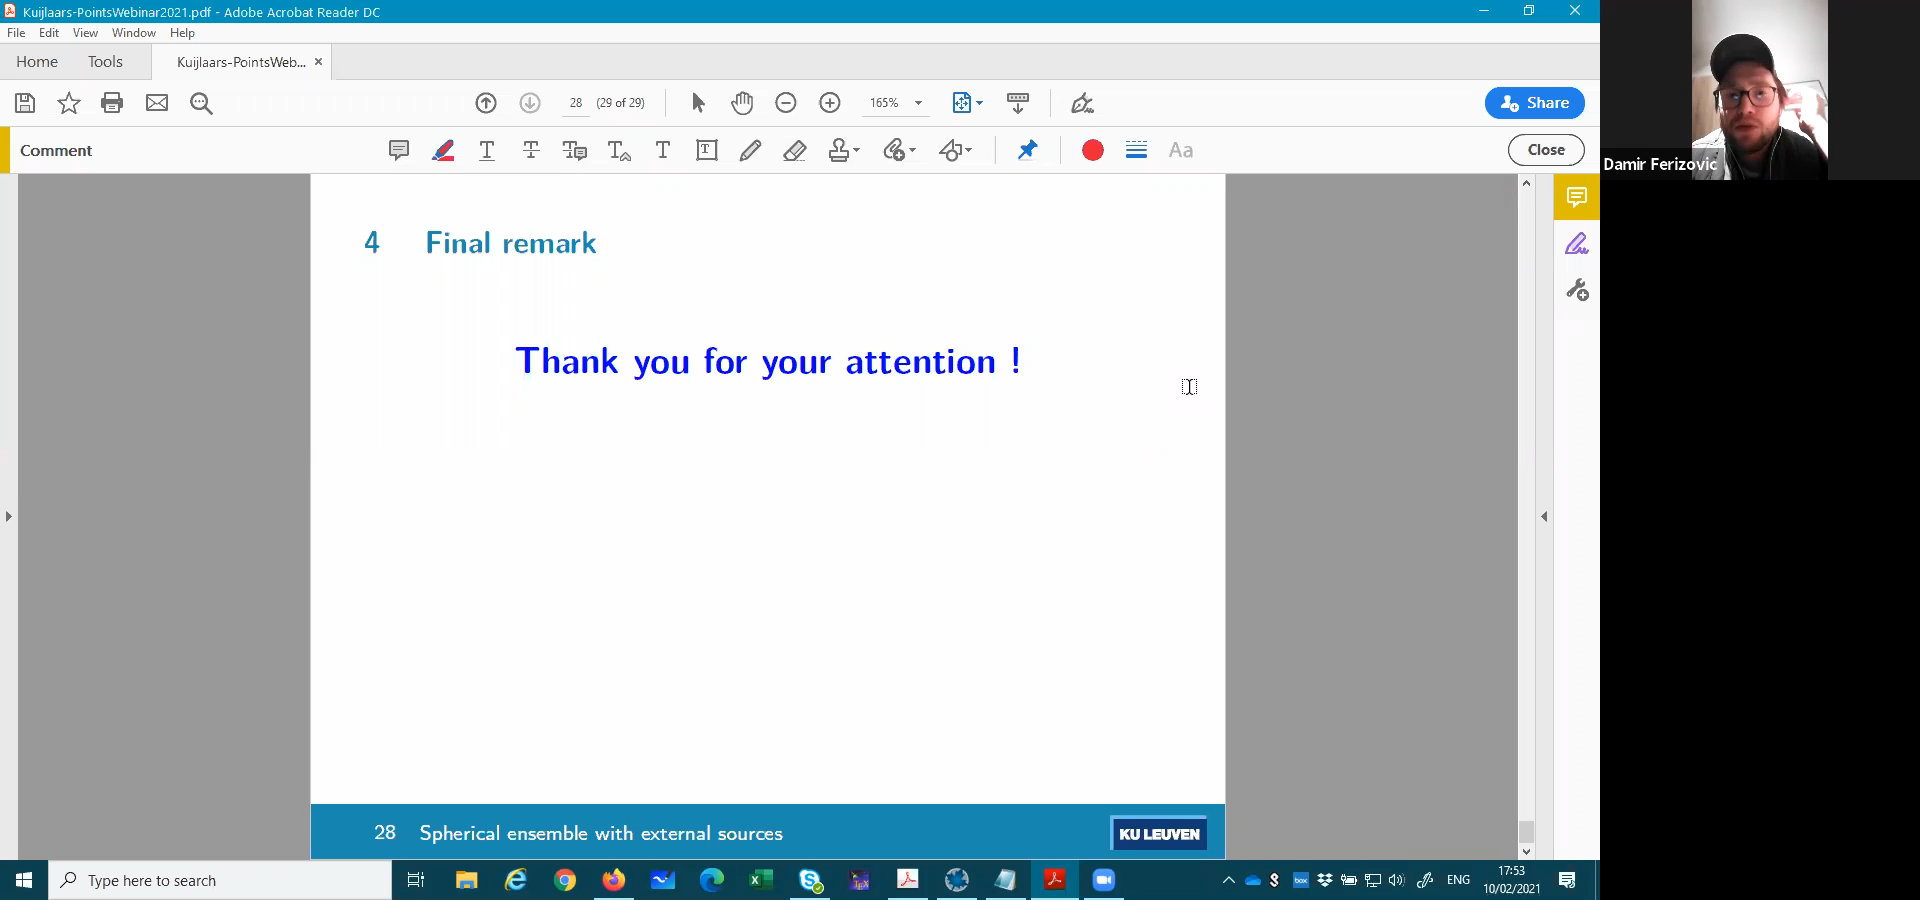 Kuijlaars-PointsWebinar2021.pdf - Adobe Acrobat Reader DC
File Edit View Window Help
Home Tools Kuijlaars-PointsWeb... ×
28 (29 of 29) 165% Share
Comment T T T T T Aa Close
Damir Ferizovic
4 Final remark
Thank you for your attention !
28 Spherical ensemble with external sources KU LEUVEN
Type here to search
ENG
17:53
10/02/2021